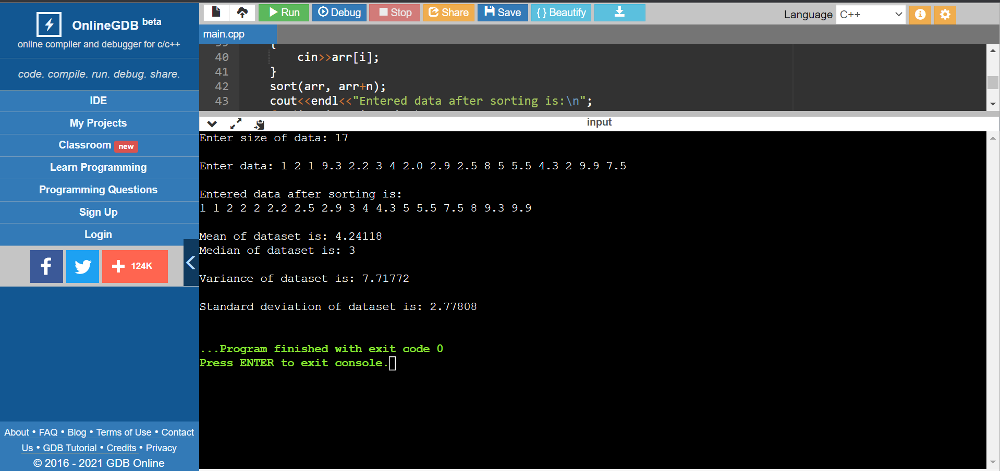 OnlineGDB beta
online compiler and debugger for c/c++
code. compile. run. debug. share.
IDE
My Projects
Classroom new
Learn Programming
Programming Questions
Sign Up
Login
f
124K
About • FAQ • Blog • Terms of Use • Contact
Us • GDB Tutorial • Credits • Privacy
© 2016 - 2021 GDB Online
Run Debug Stop Share Save { } Beautify Language C++
main.cpp
39 {
40 cin>>arr[i];
41 }
42 sort(arr, arr+n);
43 cout<<endl<<"Entered data after sorting is:\n";
input
Enter size of data: 17
Enter data: 1 2 1 9.3 2.2 3 4 2.0 2.9 2.5 8 5 5.5 4.3 2 9.9 7.5
Entered data after sorting is:
1 1 2 2 2 2.2 2.5 2.9 3 4 4.3 5 5.5 7.5 8 9.3 9.9
Mean of dataset is: 4.24118
Median of dataset is: 3
Variance of dataset is: 7.71772
Standard deviation of dataset is: 2.77808
...Program finished with exit code 0
Press ENTER to exit console.